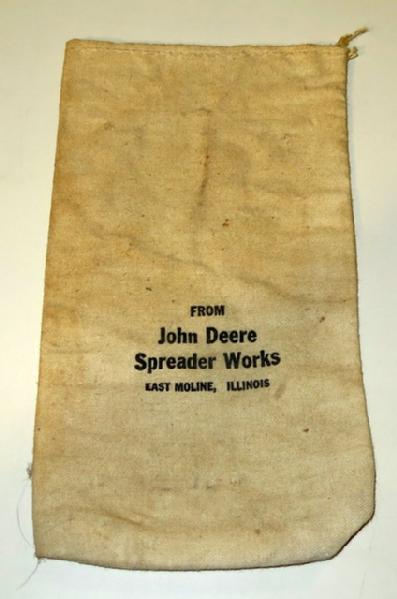 FROM
John Deere
Spreader Works
EAST MOLINE, ILLINOIS